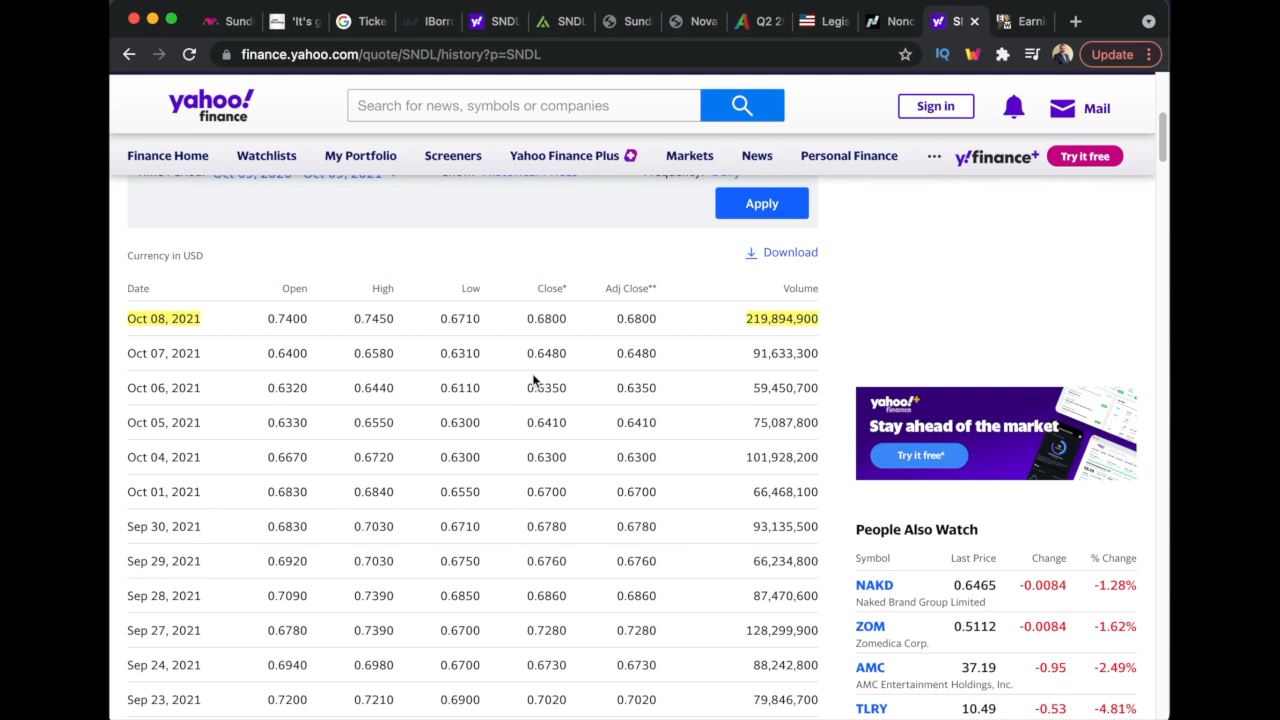 Sund
'It's g
Ticke
IBorro
SNDL
SNDL
Sund
Nova
Q2 2
Legis
Nonc
Earni
finance.yahoo.com/quote/SNDL/history?p=SNDL
IQ
Update
yahoo!
finance
Search for news, symbols or companies
Sign in
Mail
Finance Home Watchlists My Portfolio Screeners Yahoo Finance Plus Markets News Personal Finance ... y!finance+ Try it free
Apply
Currency in USD
Download
Date Open High Low Close* Adj Close** Volume
Oct 08, 2021 0.7400 0.7450 0.6710 0.6800 0.6800 219,894,900
Oct 07, 2021 0.6400 0.6580 0.6310 0.6480 0.6480 91,633,300
Oct 06, 2021 0.6320 0.6440 0.6110 0.6350 0.6350 59,450,700
Oct 05, 2021 0.6330 0.6550 0.6300 0.6410 0.6410 75,087,800
Oct 04, 2021 0.6670 0.6720 0.6300 0.6300 0.6300 101,928,200
Oct 01, 2021 0.6830 0.6840 0.6550 0.6700 0.6700 66,468,100
Sep 30, 2021 0.6830 0.7030 0.6710 0.6780 0.6780 93,135,500
Sep 29, 2021 0.6920 0.7030 0.6750 0.6760 0.6760 66,234,800
Sep 28, 2021 0.7090 0.7390 0.6850 0.6860 0.6860 87,470,600
Sep 27, 2021 0.6780 0.7390 0.6700 0.7280 0.7280 128,299,900
Sep 24, 2021 0.6940 0.6980 0.6700 0.6730 0.6730 88,242,800
Sep 23, 2021 0.7200 0.7210 0.6900 0.7020 0.7020 79,846,700
yahoo!+
finance
Stay ahead of the market
Try it free*
People Also Watch
Symbol Last Price Change % Change
NAKD 0.6465 -0.0084 -1.28%
Naked Brand Group Limited
ZOM 0.5112 -0.0084 -1.62%
Zomedica Corp.
AMC 37.19 -0.95 -2.49%
AMC Entertainment Holdings, Inc.
TLRY 10.49 -0.53 -4.81%